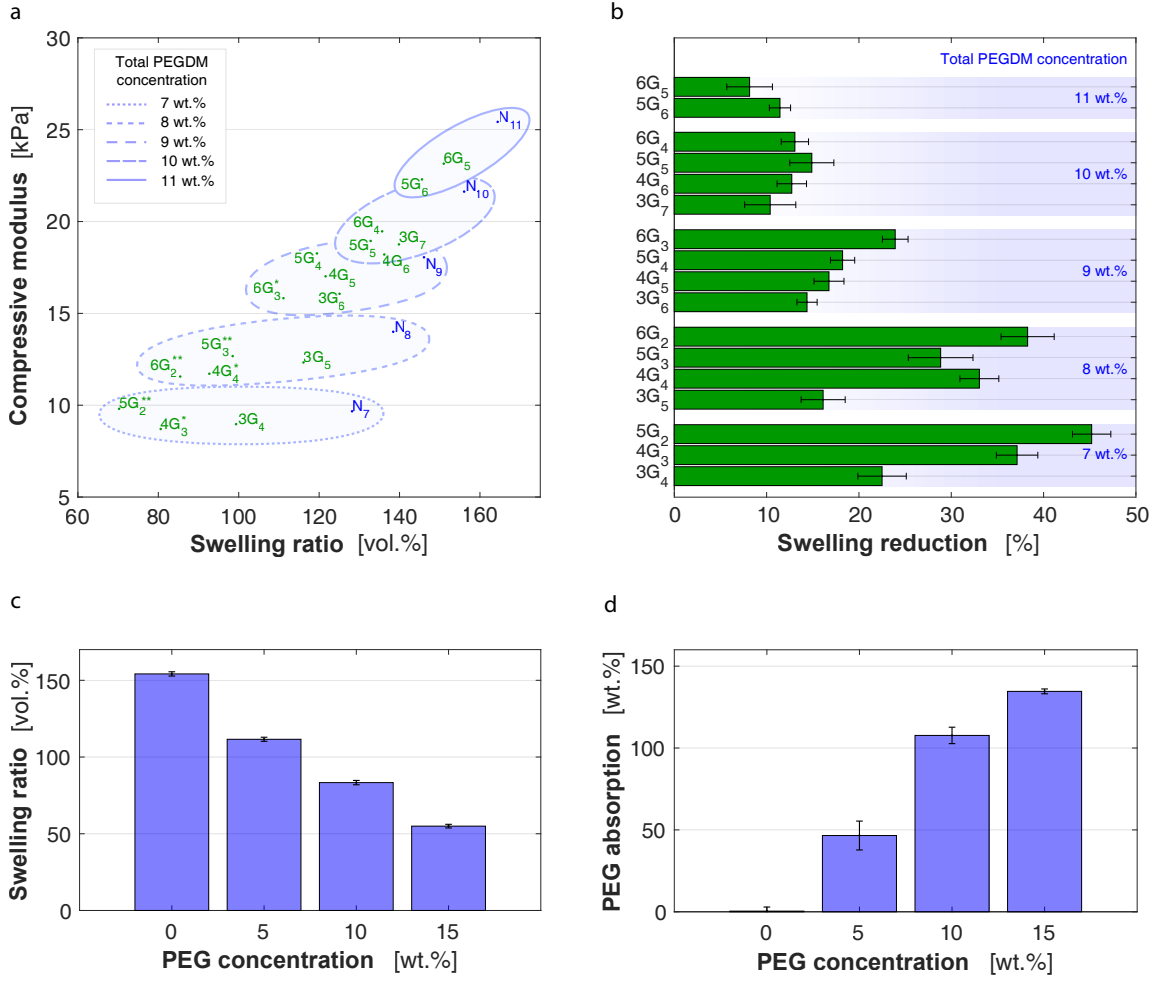 a
Compressive modulus [kPa]
30
25
20
15
10
5
Total PEGDM
concentration
7 wt.%
8 wt.%
9 wt.%
10 wt.%
11 wt.%
N11
6G5
5G6
N10
6G4
5G5
3G7
4G6
N9
5G4
4G5
6G3*
3G6
N8
5G3**
6G2**
4G4*
3G5
5G2**
4G3*
3G4
N7
60 80 100 120 140 160
Swelling ratio [vol.%]
b
Total PEGDM concentration
6G5
5G6
11 wt.%
6G4
5G5
4G6
3G7
10 wt.%
6G3
5G4
4G5
3G6
9 wt.%
6G2
5G3
4G4
3G5
8 wt.%
5G2
4G3
3G4
7 wt.%
0 10 20 30 40 50
Swelling reduction [%]
c
Swelling ratio [vol.%]
150
100
50
0
0 5 10 15
PEG concentration [wt.%]
d
PEG absorption [wt.%]
150
100
50
0
0 5 10 15
PEG concentration [wt.%]